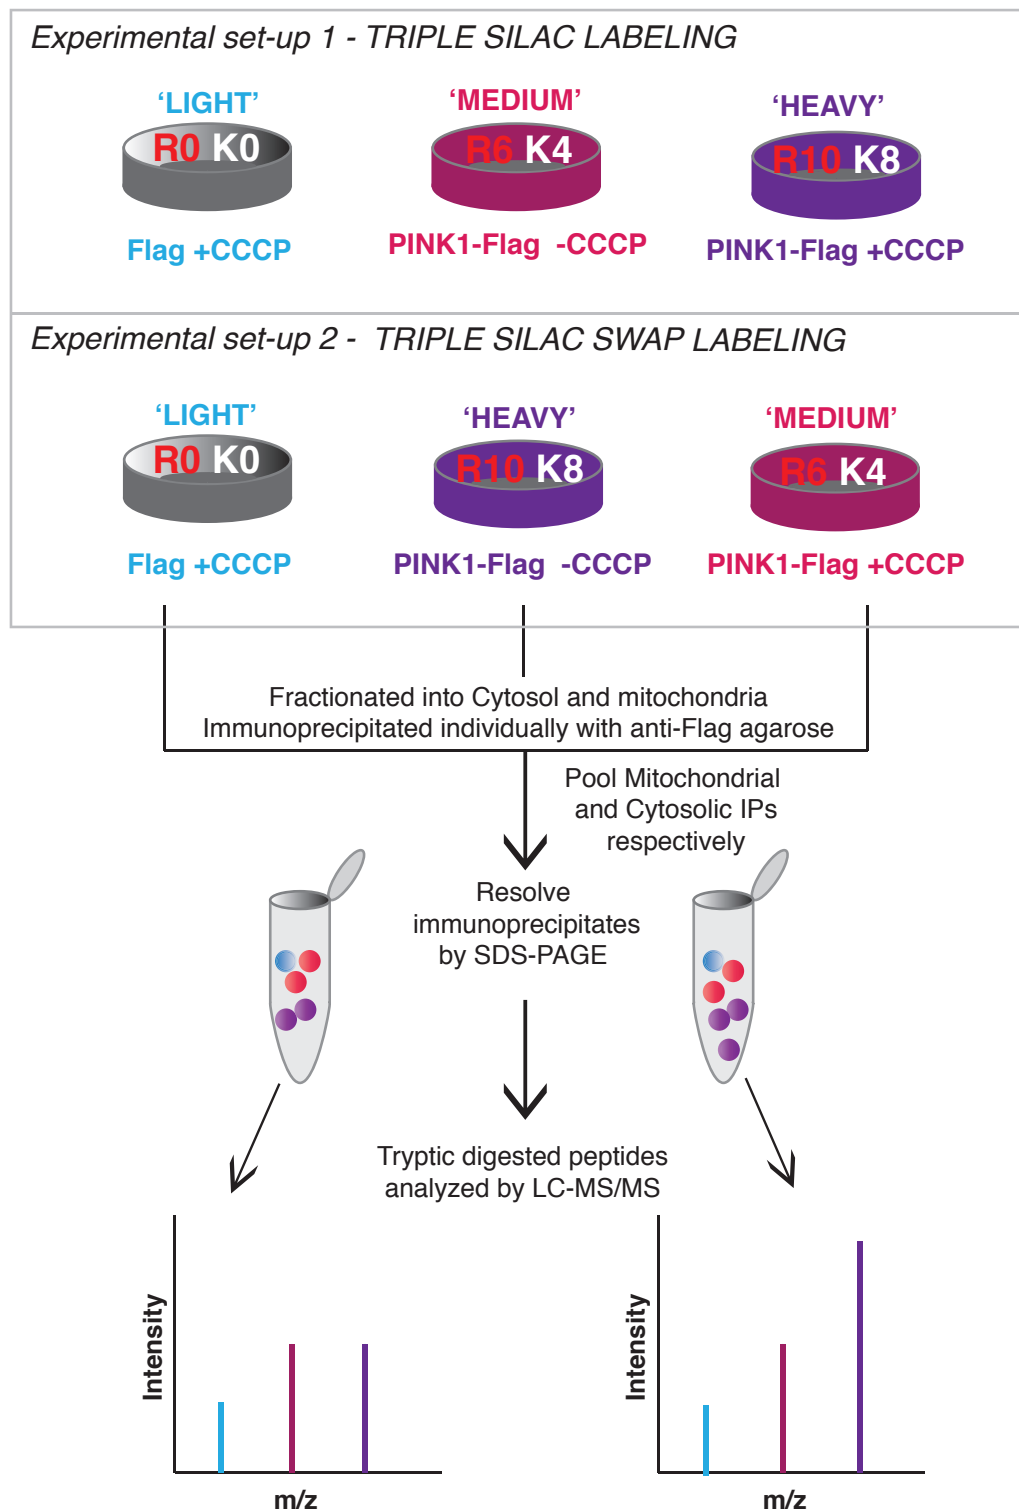 Experimental set-up 1 - TRIPLE SILAC LABELING
‘LIGHT’
‘MEDIUM’
‘HEAVY’
R0 K0
R6 K4
R10 K8
Flag +CCCP
PINK1-Flag -CCCP
PINK1-Flag +CCCP
Experimental set-up 2 - TRIPLE SILAC SWAP LABELING
‘LIGHT’
‘HEAVY’
‘MEDIUM’
R0 K0
R10 K8
R6 K4
Flag +CCCP
PINK1-Flag -CCCP
PINK1-Flag +CCCP
Fractionated into Cytosol and mitochondria
Immunoprecipitated individually with anti-Flag agarose
Pool Mitochondrial
and Cytosolic IPs
respectively
Resolve
immunoprecipitates
by SDS-PAGE
Tryptic digested peptides
analyzed by LC-MS/MS
Intensity
m/z
Intensity
m/z